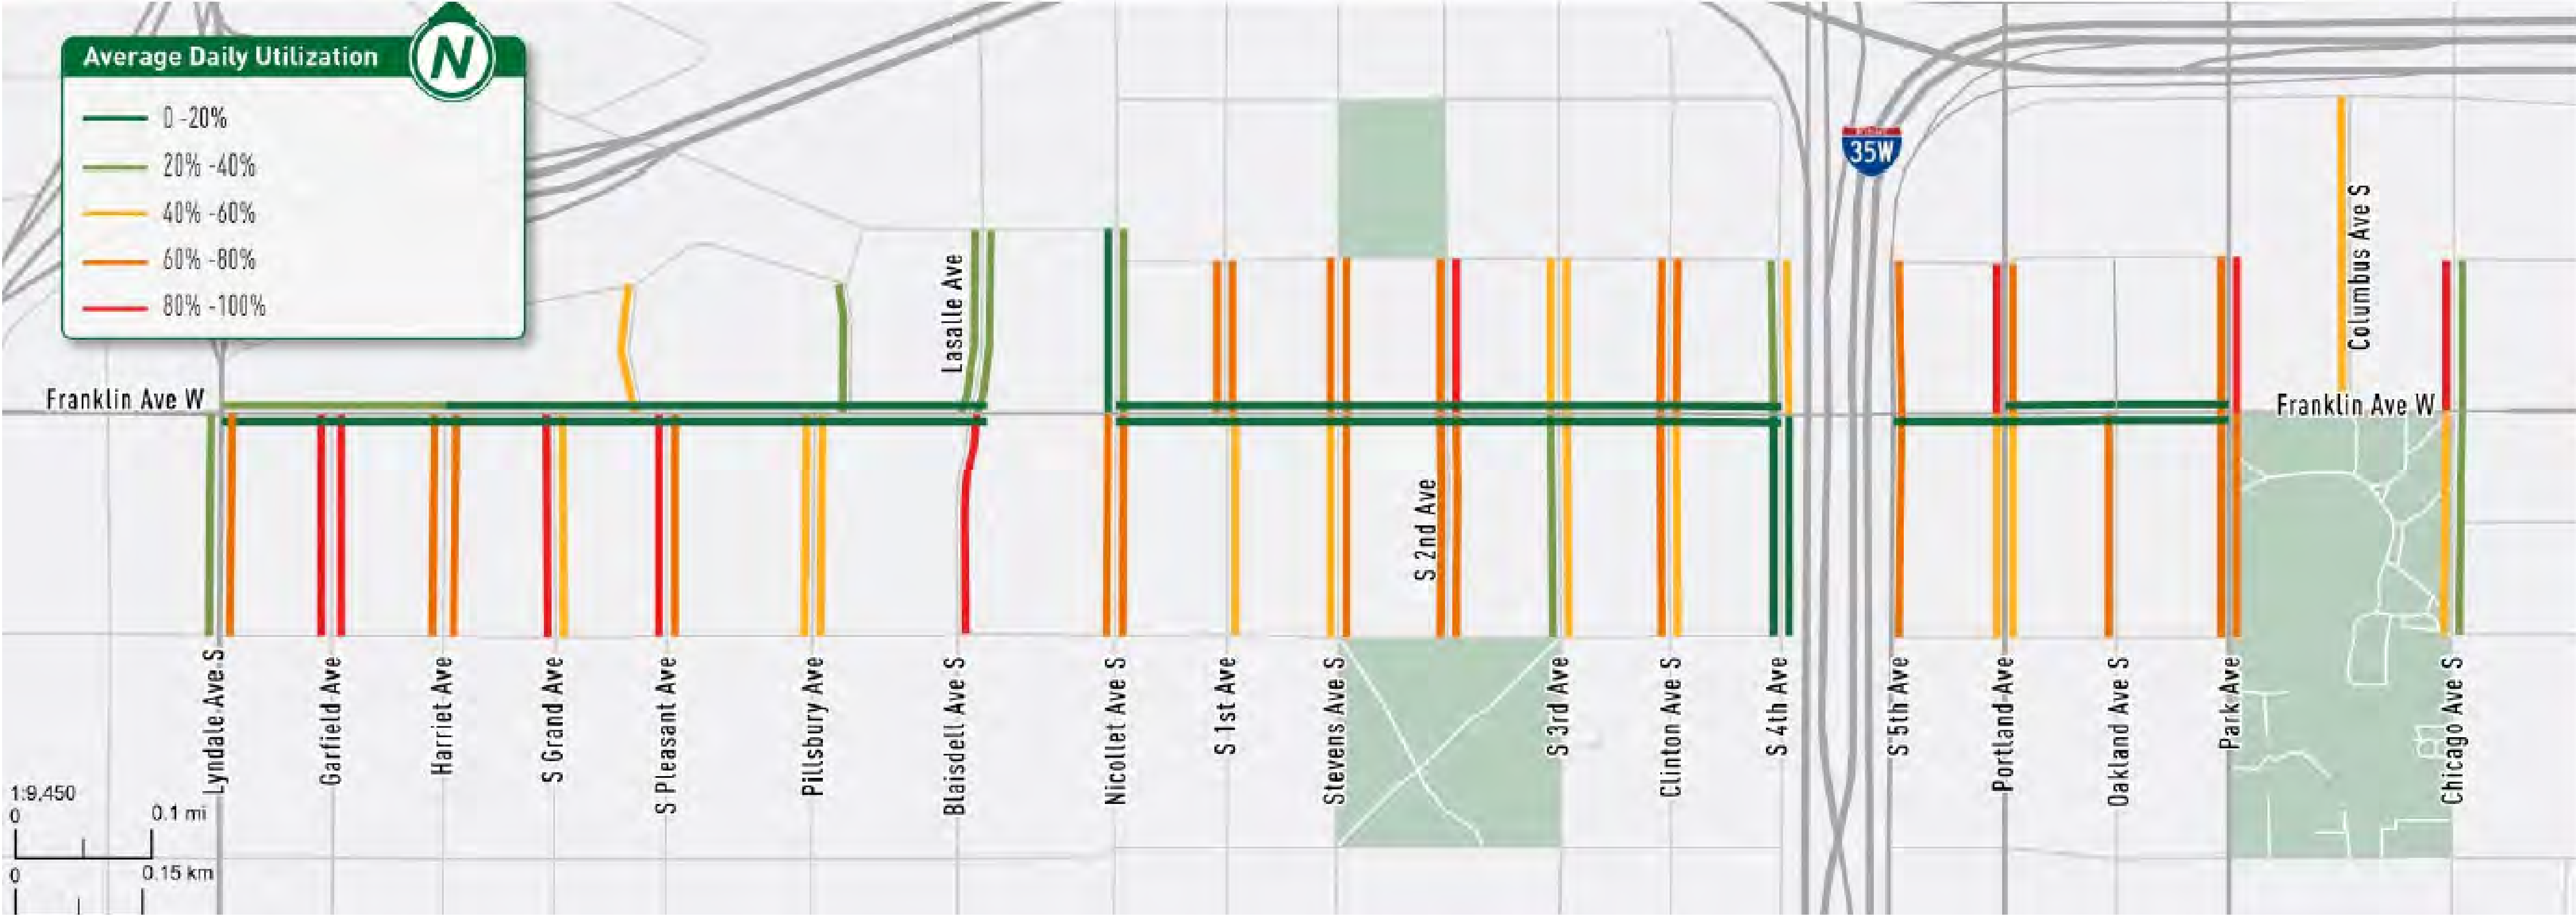 Average Daily Utilization
N
0 -20%
20% -40%
40% -60%
60% -80%
80% -100%
35W
Lasalle Ave
Columbus Ave S
Franklin Ave W
Franklin Ave W
S 2nd Ave
Lyndale Ave S
Garfield Ave
Harriet Ave
S Grand Ave
S Pleasant Ave
Pillsbury Ave
Blaisdell Ave S
Nicollet Ave S
S 1st Ave
Stevens Ave S
S 3rd Ave
Clinton Ave S
S 4th Ave
S 5th Ave
Portland Ave
Oakland Ave S
Park Ave
Chicago Ave S
1:9,450
0 0.1 mi
0 0.15 km